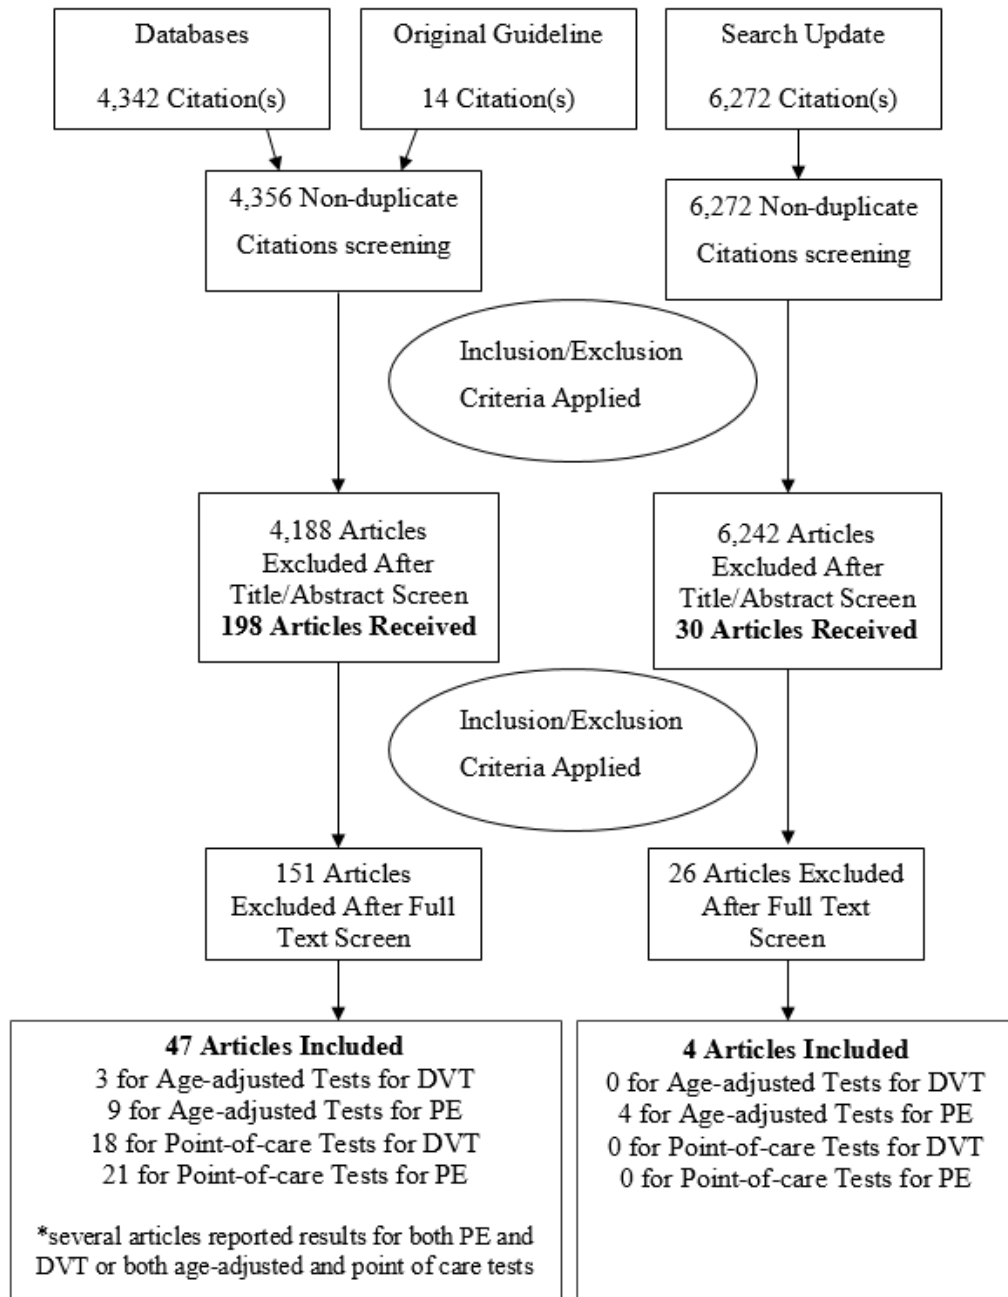 Databases
4,342 Citation(s)
Original Guideline
14 Citation(s)
Search Update
6,272 Citation(s)
4,356 Non-duplicate
Citations screening
6,272 Non-duplicate
Citations screening
Inclusion/Exclusion
Criteria Applied
4,188 Articles
Excluded After
Title/Abstract Screen
198 Articles Received
6,242 Articles
Excluded After
Title/Abstract Screen
30 Articles Received
Inclusion/Exclusion
Criteria Applied
151 Articles
Excluded After Full
Text Screen
26 Articles Excluded
After Full Text
Screen
47 Articles Included
3 for Age-adjusted Tests for DVT
9 for Age-adjusted Tests for PE
18 for Point-of-care Tests for DVT
21 for Point-of-care Tests for PE
*several articles reported results for both PE and
DVT or both age-adjusted and point of care tests
4 Articles Included
0 for Age-adjusted Tests for DVT
4 for Age-adjusted Tests for PE
0 for Point-of-care Tests for DVT
0 for Point-of-care Tests for PE